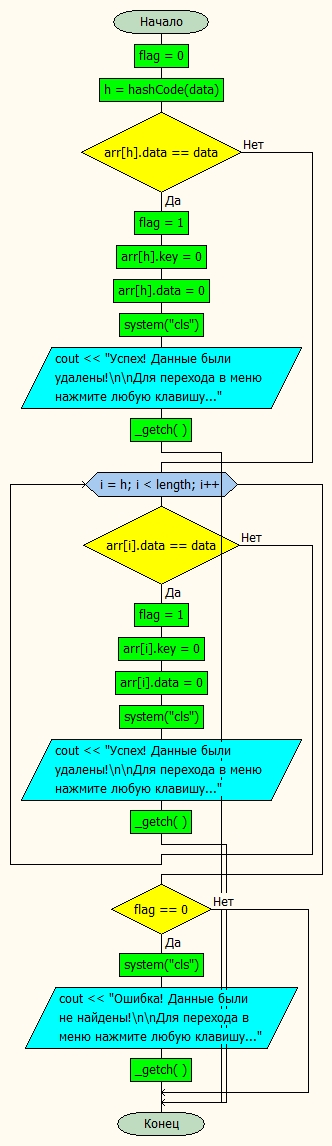 Начало
flag = 0
h = hashCode(data)
arr[h].data == data
Нет
Да
flag = 1
arr[h].key = 0
arr[h].data = 0
system("cls")
cout << "Успех! Данные были
удалены!\n\nДля перехода в меню
нажмите любую клавишу..."
_getch( )
i = h; i < length; i++
arr[i].data == data
Нет
Да
flag = 1
arr[i].key = 0
arr[i].data = 0
system("cls")
cout << "Успех! Данные были
удалены!\n\nДля перехода в меню
нажмите любую клавишу..."
_getch( )
flag == 0
Нет
Да
system("cls")
cout << "Ошибка! Данные были
не найдены!\n\nДля перехода в
меню нажмите любую клавишу..."
_getch( )
Конец